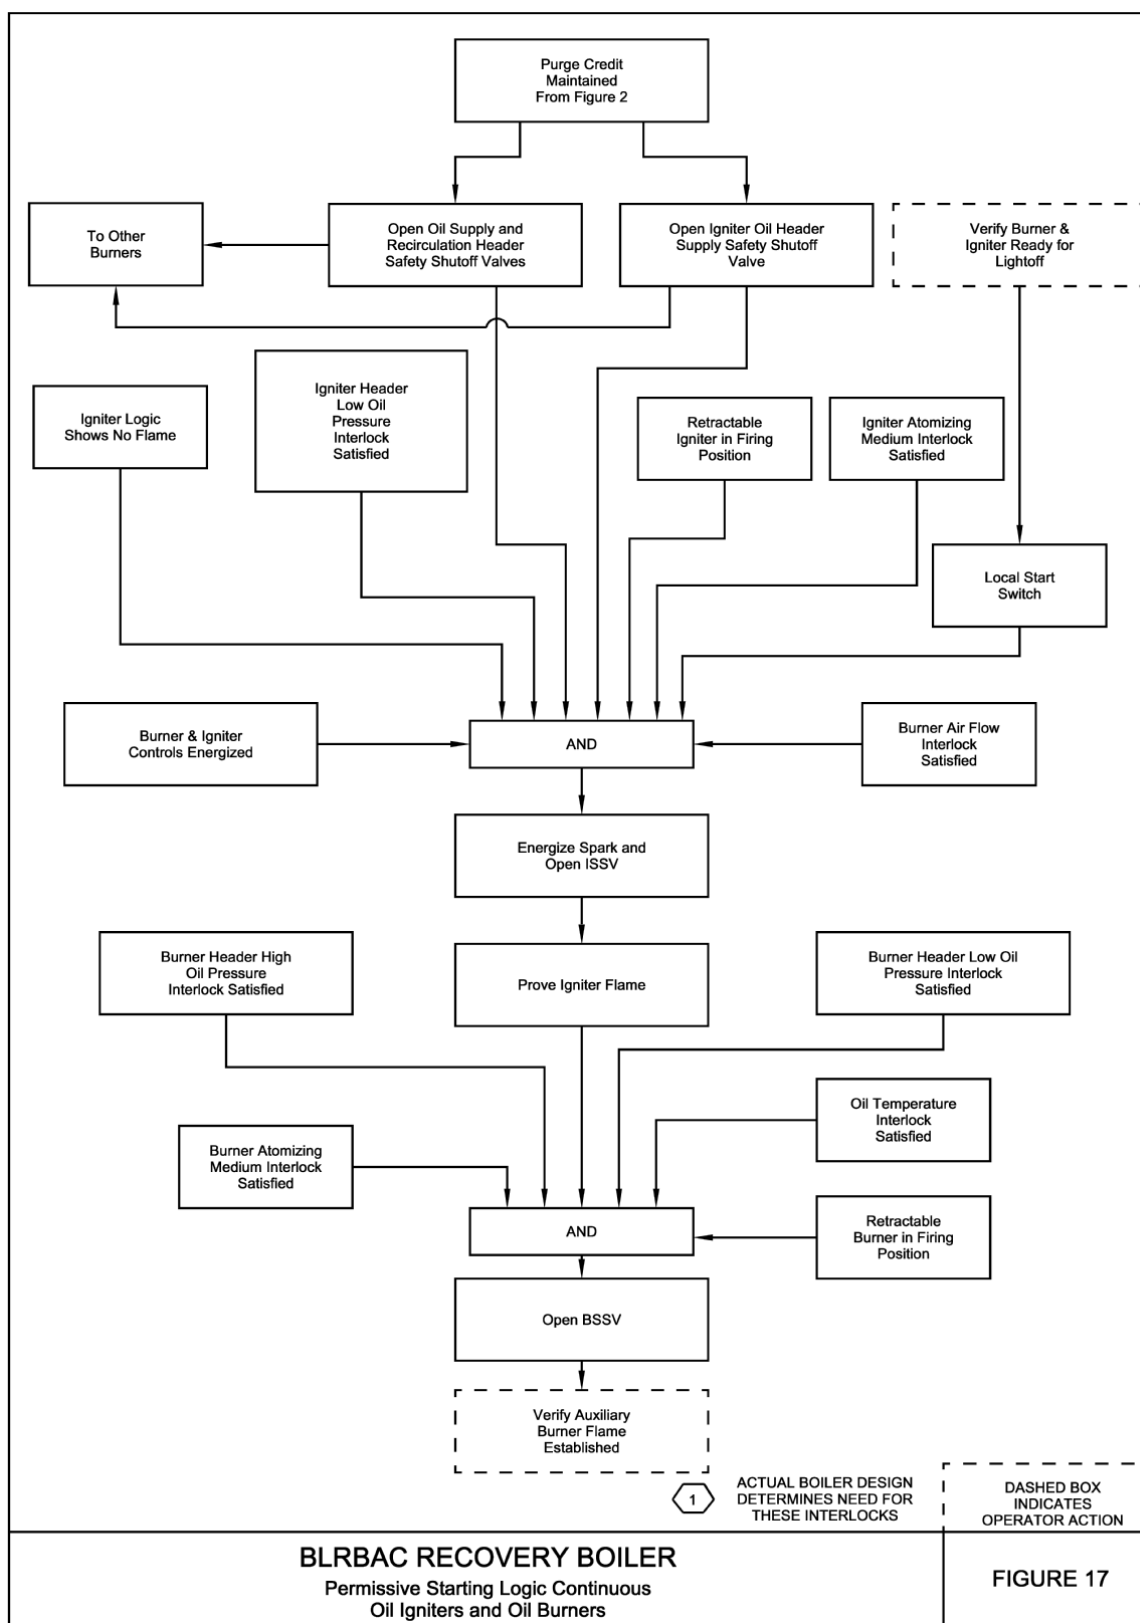 Purge Credit
Maintained
From Figure 2
To Other
Burners
Open Oil Supply and
Recirculation Header
Safety Shutoff Valves
Open Igniter Oil Header
Supply Safety Shutoff
Valve
Verify Burner &
Igniter Ready for
Lightoff
Igniter Logic
Shows No Flame
Igniter Header
Low Oil
Pressure
Interlock
Satisfied
Retractable
Igniter in Firing
Position
Igniter Atomizing
Medium Interlock
Satisfied
Local Start
Switch
Burner & Igniter
Controls Energized
AND
Burner Air Flow
Interlock
Satisfied
Energize Spark and
Open ISSV
Burner Header High
Oil Pressure
Interlock Satisfied
Prove Igniter Flame
Burner Header Low Oil
Pressure Interlock
Satisfied
Oil Temperature
Interlock
Satisfied
Burner Atomizing
Medium Interlock
Satisfied
AND
Retractable
Burner in Firing
Position
Open BSSV
Verify Auxiliary
Burner Flame
Established
1
ACTUAL BOILER DESIGN
DETERMINES NEED FOR
THESE INTERLOCKS
DASHED BOX
INDICATES
OPERATOR ACTION
BLRBAC RECOVERY BOILER
Permissive Starting Logic Continuous
Oil Igniters and Oil Burners
FIGURE 17